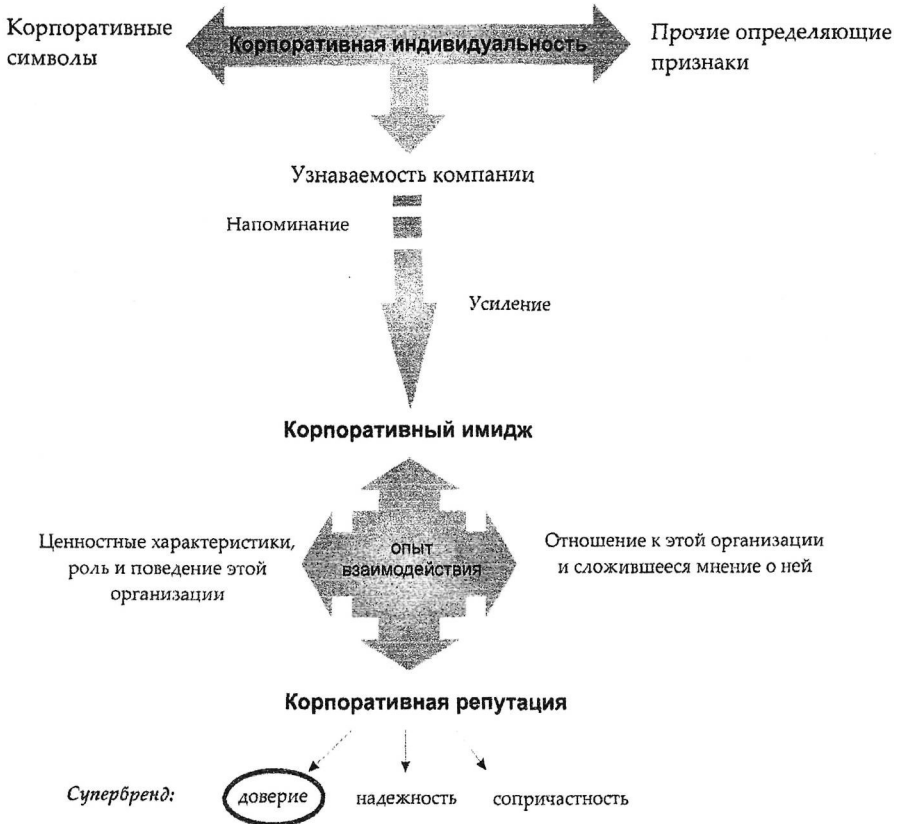 Корпоративные
символы
Корпоративная индивидуальность
Прочие определяющие
признаки
Узнаваемость компании
Напоминание
Усиление
Корпоративный имидж
Ценностные характеристики,
роль и поведение этой
организации
опыт
взаимодействия
Отношение к этой организации
и сложившееся мнение о ней
Корпоративная репутация
Супербренд:
доверие
надежность
сопричастность